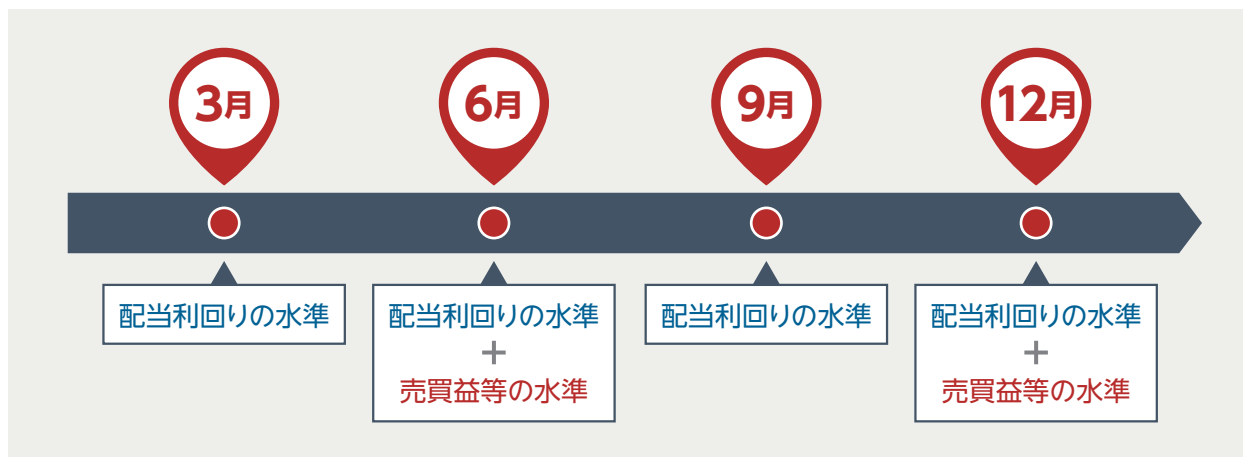 3月
6月
9月
12月
配当利回りの水準
配当利回りの水準
+
売買益等の水準
配当利回りの水準
配当利回りの水準
+
売買益等の水準